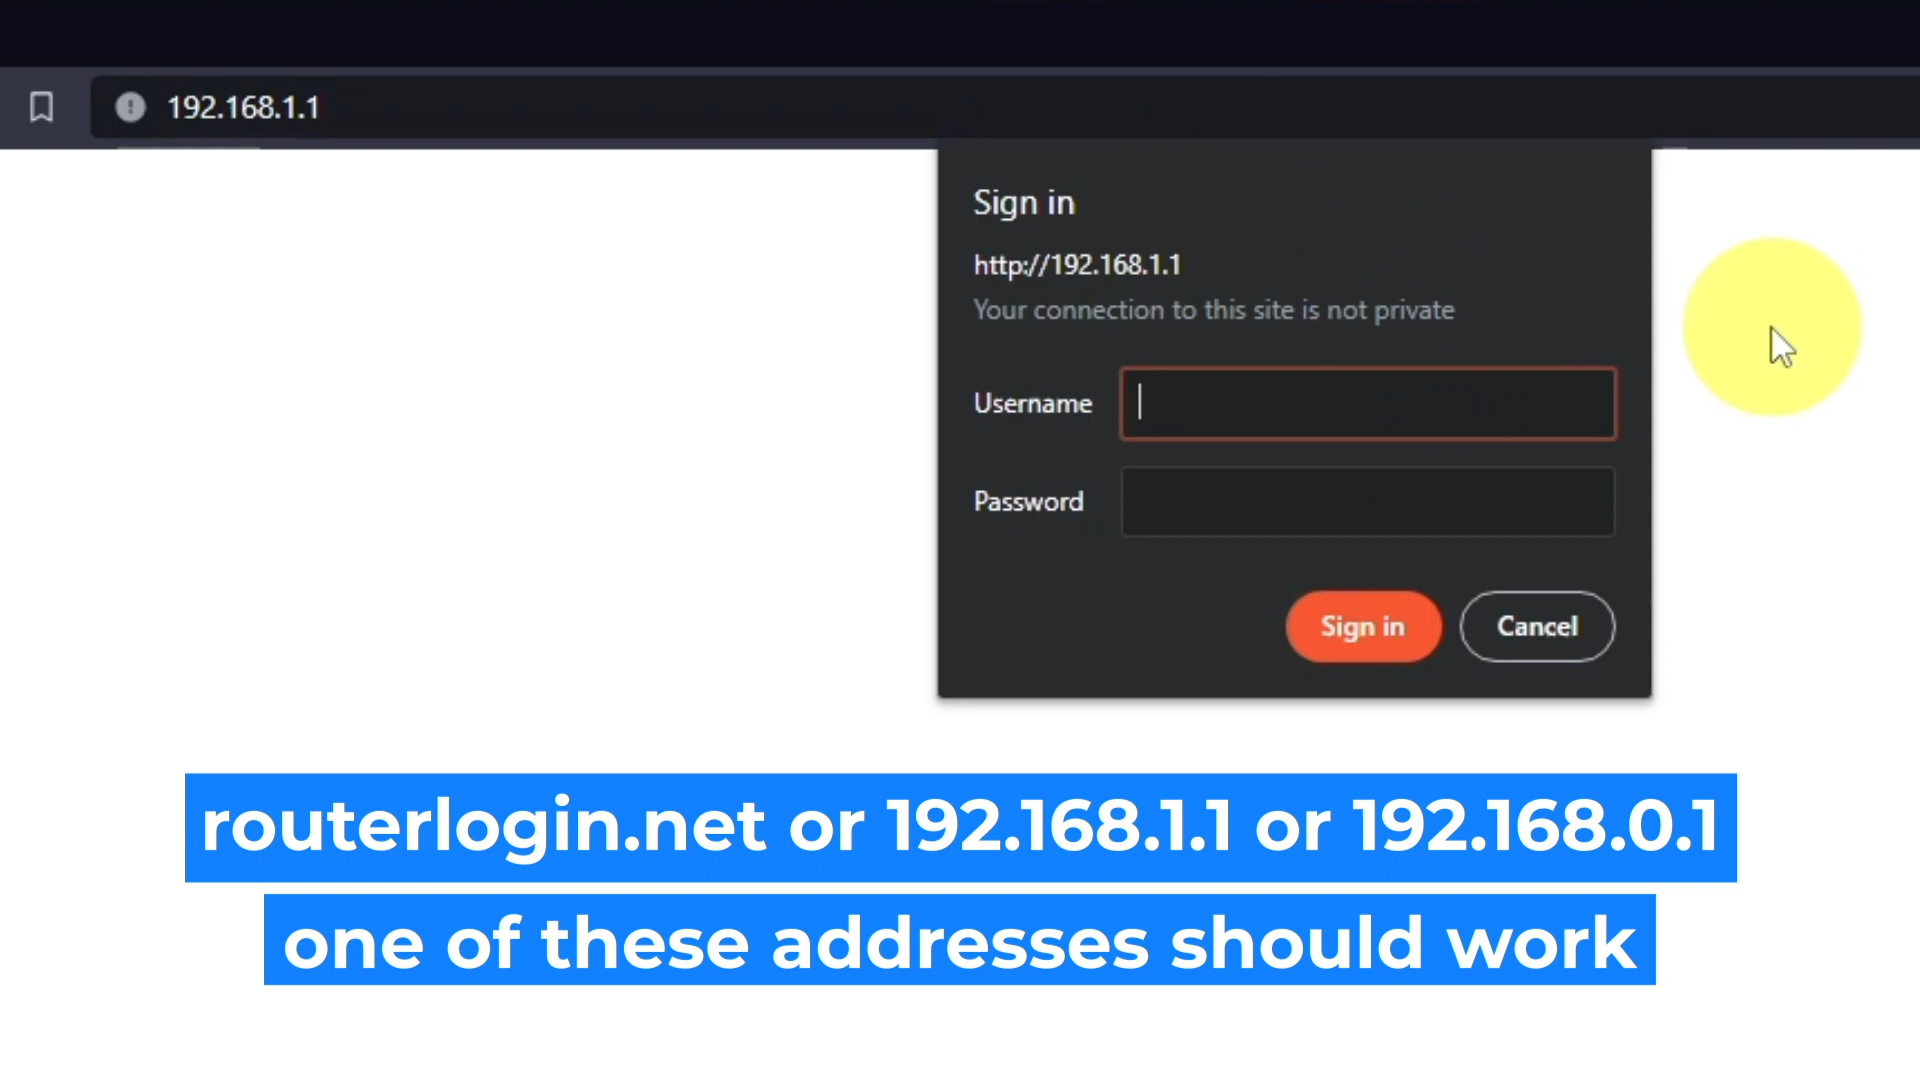 192.168.1.1
Sign in
http://192.168.1.1
Your connection to this site is not private
Username
Password
Sign in
Cancel
routerlogin.net or 192.168.1.1 or 192.168.0.1
one of these addresses should work